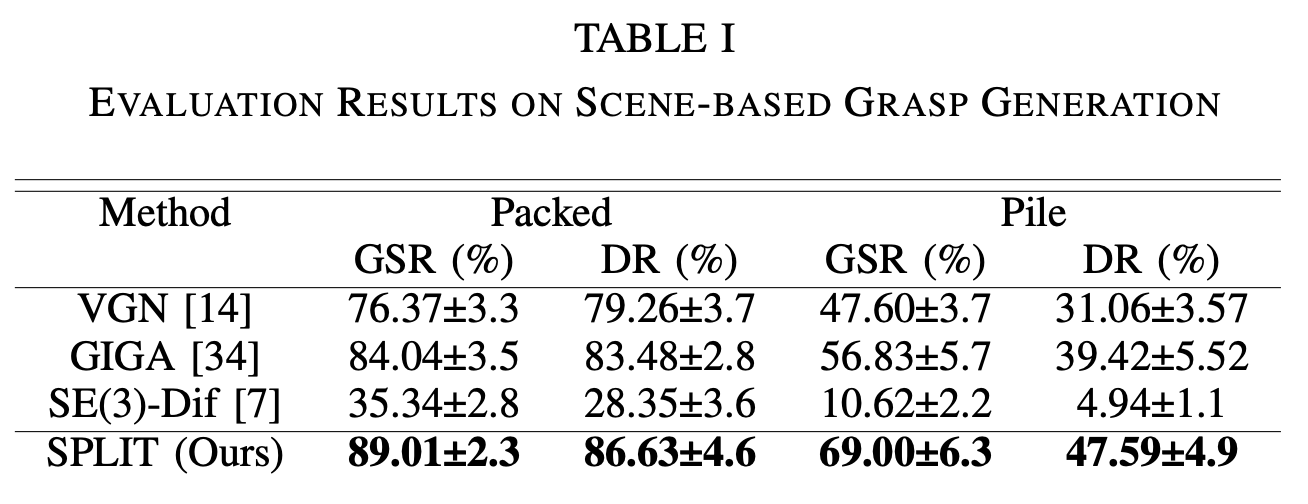 TABLE I
EVALUATION RESULTS ON SCENE-BASED GRASP GENERATION
Method Packed Pile
GSR (%) DR (%) GSR (%) DR (%)
VGN [14] 76.37±3.3 79.26±3.7 47.60±3.7 31.06±3.57
GIGA [34] 84.04±3.5 83.48±2.8 56.83±5.7 39.42±5.52
SE(3)-Dif [7] 35.34±2.8 28.35±3.6 10.62±2.2 4.94±1.1
SPLIT (Ours) 89.01±2.3 86.63±4.6 69.00±6.3 47.59±4.9